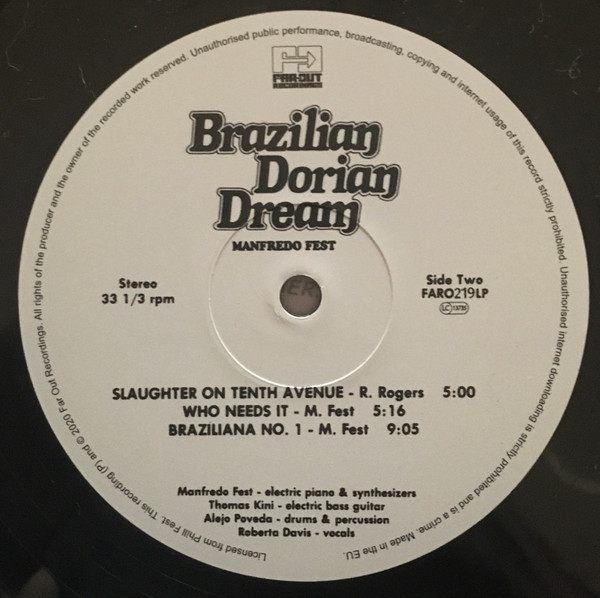 Licensed from Phill Fest. This recording (P) and © 2020 Far Out Recordings. All rights of the producer and the owner of the recorded work reserved. Unauthorised public performance, broadcasting, copying and internet usage of this record strictly prohibited. Unauthorised internet downloading is strictly prohibited and is a crime. Made in the EU.
FAR OUT
RECORDINGS
Brazilian
Dorian
Dream
MANFREDO FEST
Stereo
33 1/3 rpm
Side Two
FARO219LP
LC 13735
SLAUGHTER ON TENTH AVENUE - R. Rogers 5:00
WHO NEEDS IT - M. Fest 5:16
BRAZILIANA NO. 1 - M. Fest 9:05
Manfredo Fest - electric piano & synthesizers
Thomas Kini - electric bass guitar
Alejo Poveda - drums & percussion
Roberta Davis - vocals